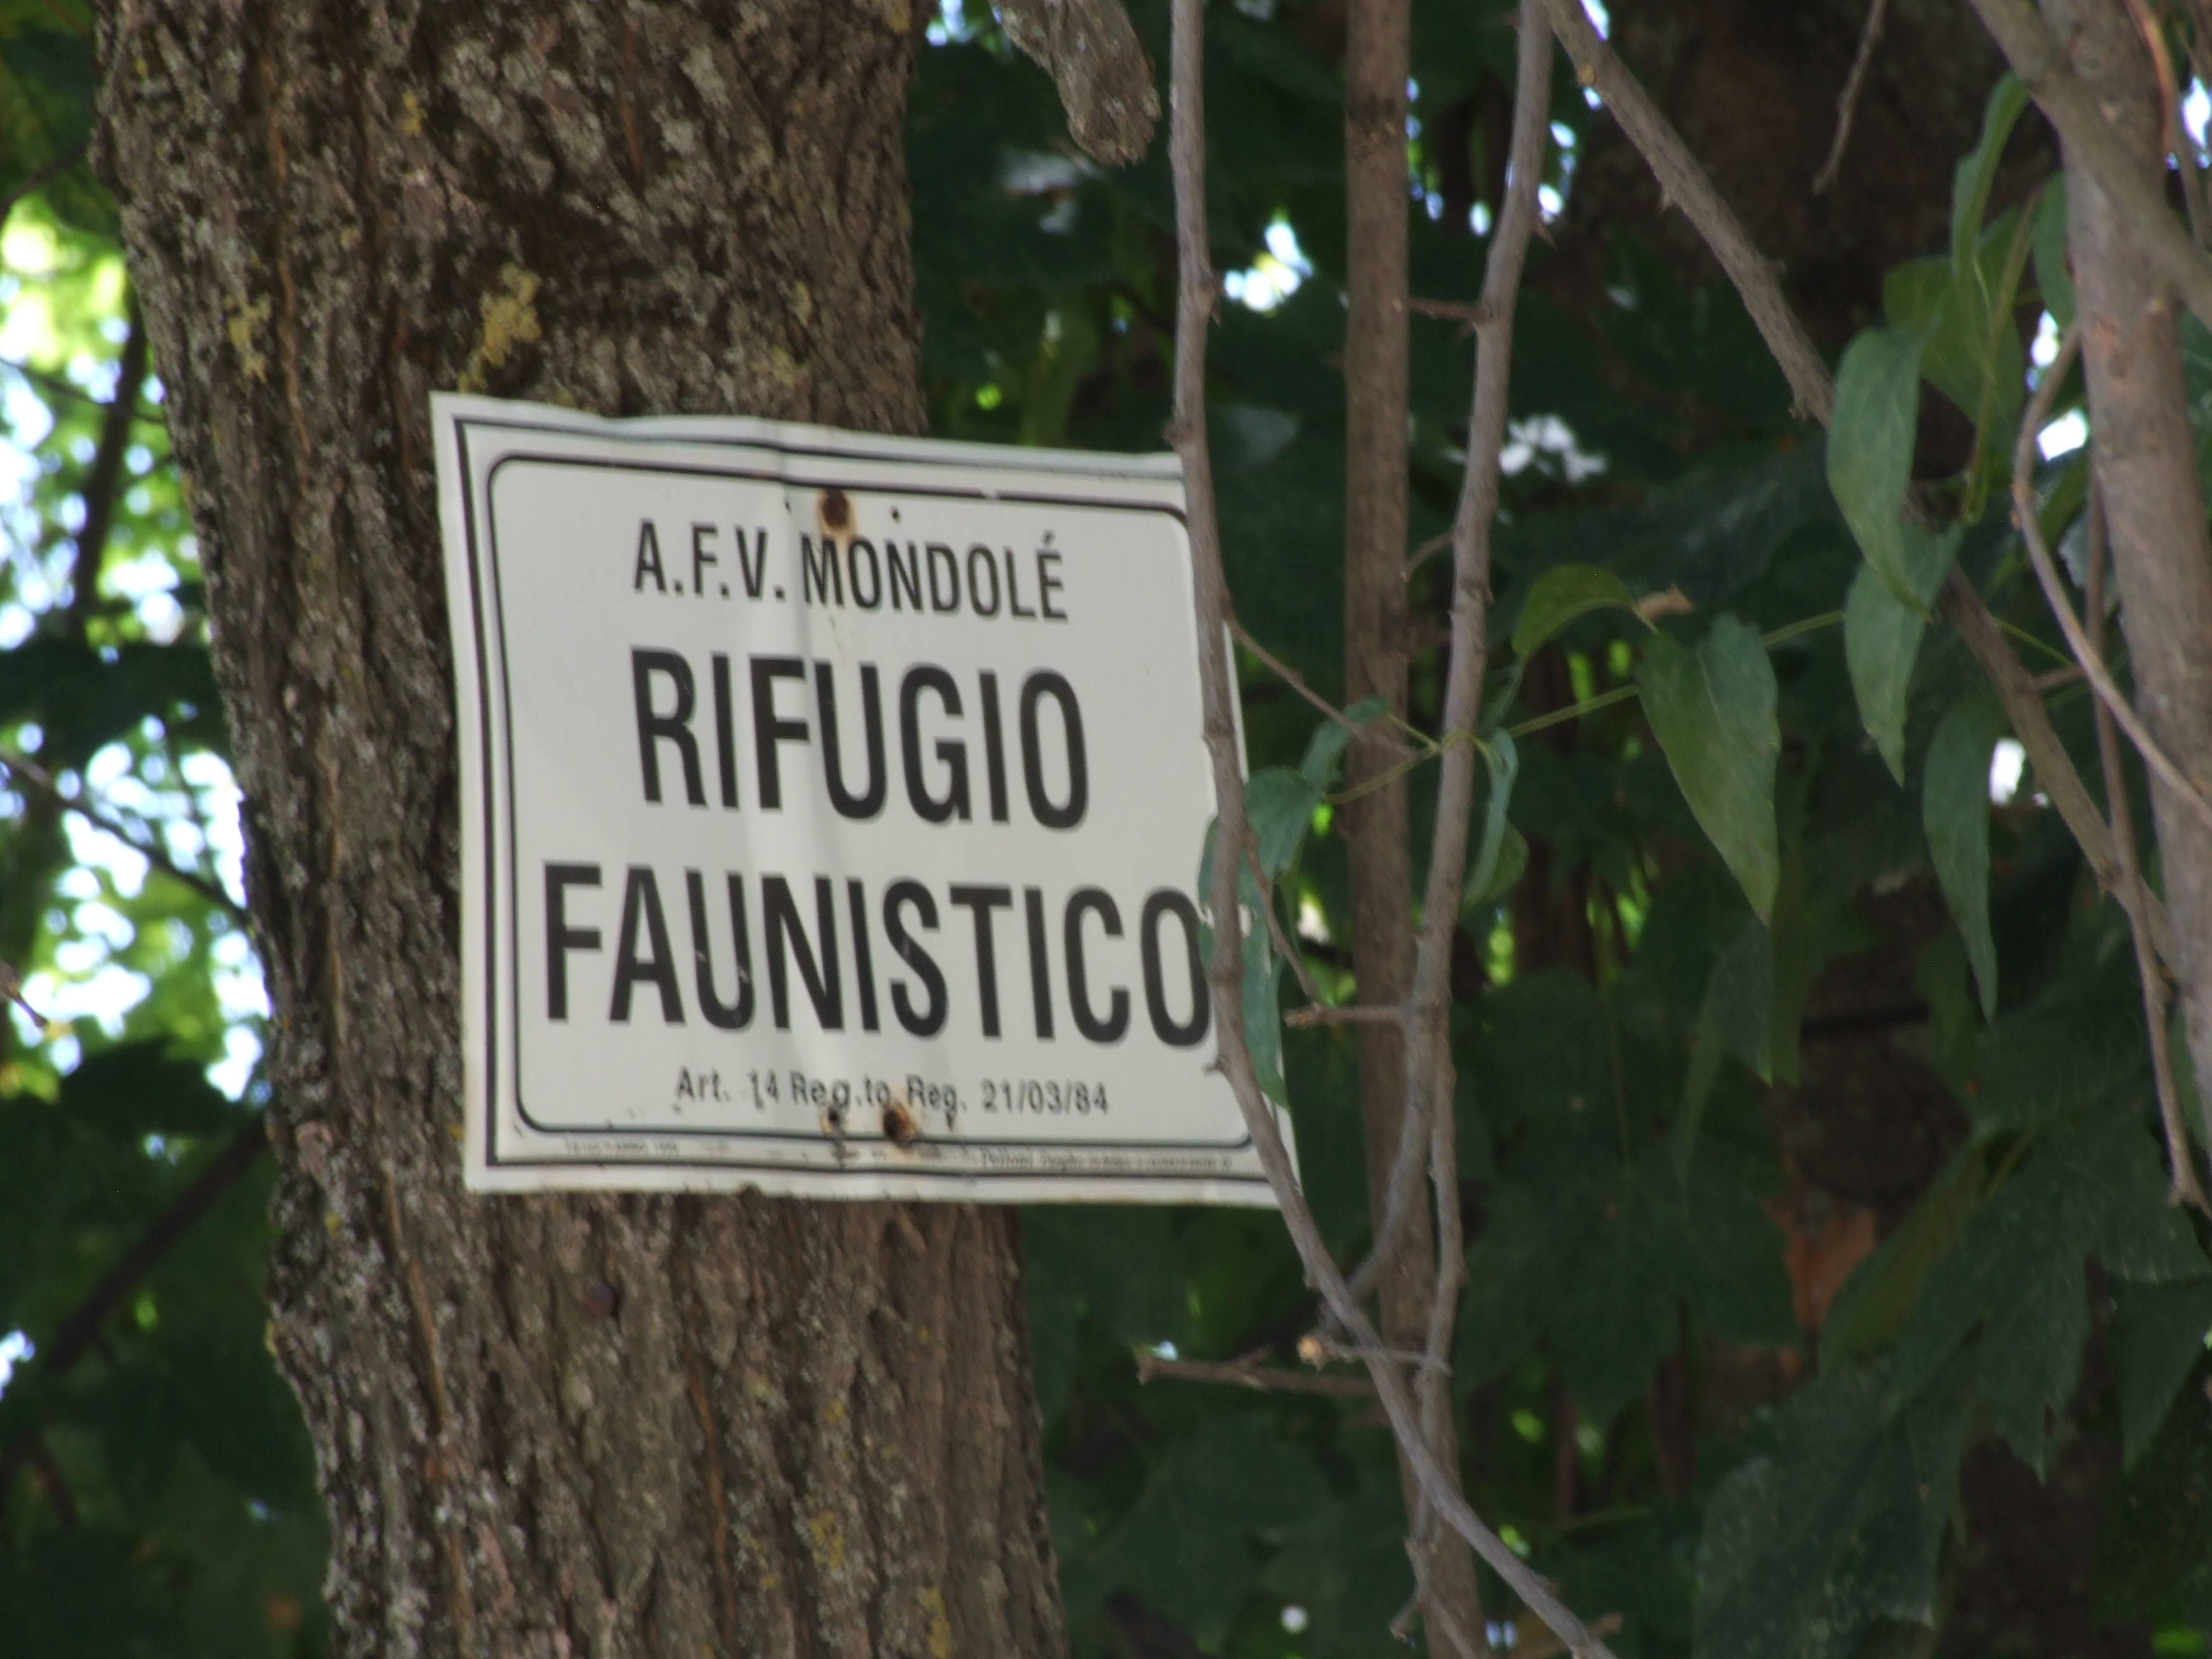 A.F.V. MONDOLÉ
RIFUGIO
FAUNISTICO
Art. 14 Reg.to Reg. 21/03/84